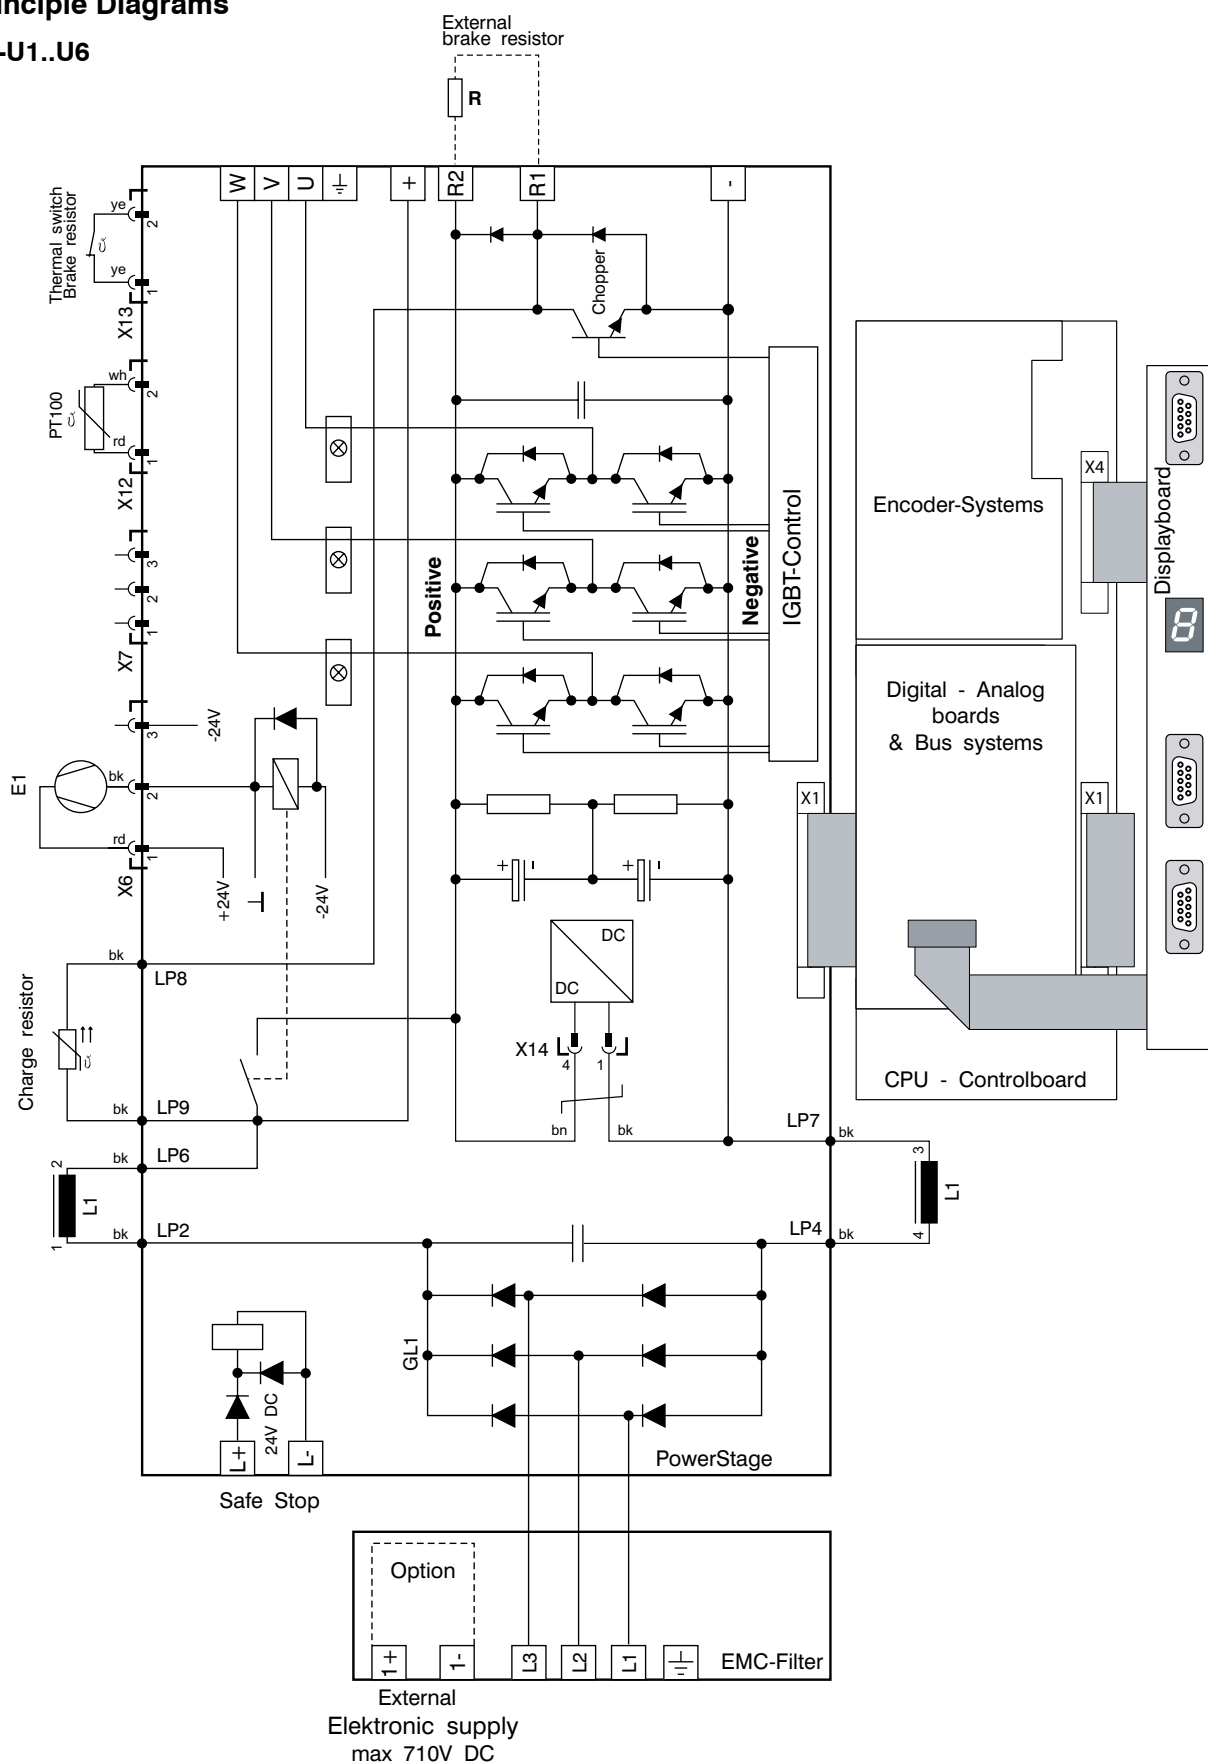 nciple Diagrams
-U1..U6
External
brake resistor
R
W
V
U
+
R2
R1
-
Thermal switch
Brake resistor
ye
2
ye
1
X13
Chopper
PT100
wh
2
rd
1
X12
3
2
1
X7
Positive
Negative
IGBT-Control
Encoder-Systems
X4
Displayboard
8
Digital - Analog
boards
& Bus systems
3
-24V
E1
bk
2
rd
1
X6
+24V
-24V
X1
X1
+
-
+
-
DC
DC
Charge resistor
bk
LP8
ϑ
X14
4
1
bk
LP9
bn
bk
LP7
bk
CPU - Controlboard
2
bk
LP6
L1
1
bk
LP2
3
L1
4
LP4
bk
GL1
24V DC
L+
L-
PowerStage
Safe Stop
Option
1+
1-
L3
L2
L1
EMC-Filter
External
Elektronic supply
max 710V DC